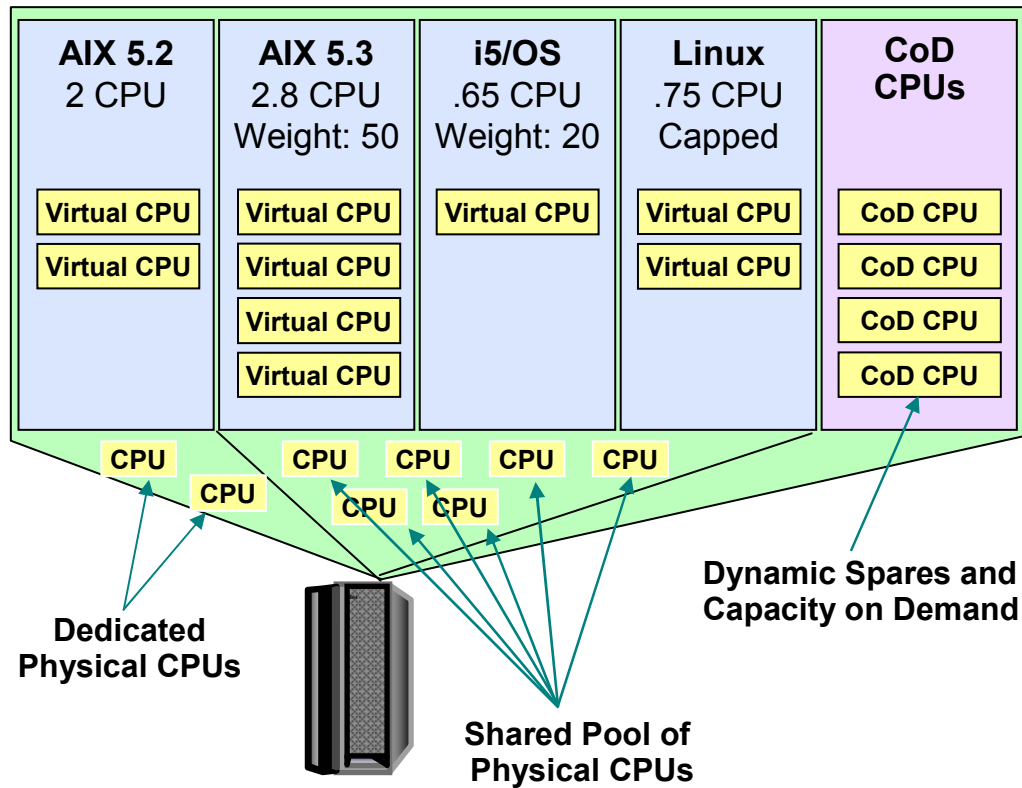 AIX 5.2
2 CPU
Virtual CPU
Virtual CPU
AIX 5.3
2.8 CPU
Weight: 50
Virtual CPU
Virtual CPU
Virtual CPU
Virtual CPU
i5/OS
.65 CPU
Weight: 20
Virtual CPU
Linux
.75 CPU
Capped
Virtual CPU
Virtual CPU
CoD
CPUs
CoD CPU
CoD CPU
CoD CPU
CoD CPU
CPU
CPU
CPU
CPU
CPU
CPU
CPU
CPU
Dedicated
Physical CPUs
Shared Pool of
Physical CPUs
Dynamic Spares and
Capacity on Demand